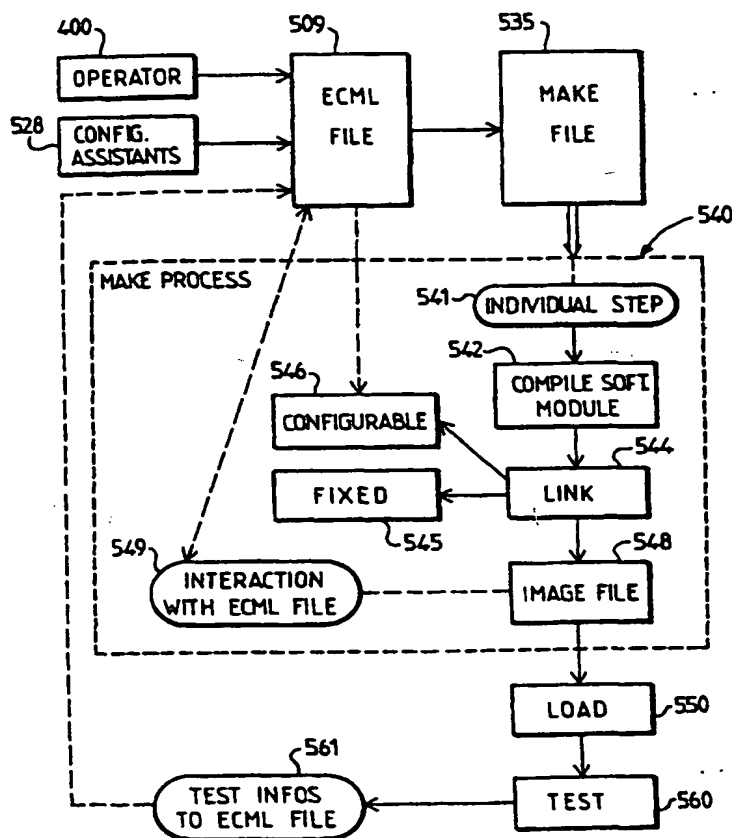 400
509
535
OPERATOR
ECML
FILE
MAKE
FILE
528
CONFIG.
ASSISTANTS
540
MAKE PROCESS
541
INDIVIDUAL STEP
542
546
COMPILE SOFT.
MODULE
CONFIGURABLE
544
FIXED
LINK
545
548
549
INTERACTION
WITH ECML FILE
IMAGE FILE
LOAD
550
561
TEST INFOS
TO ECML FILE
TEST
560